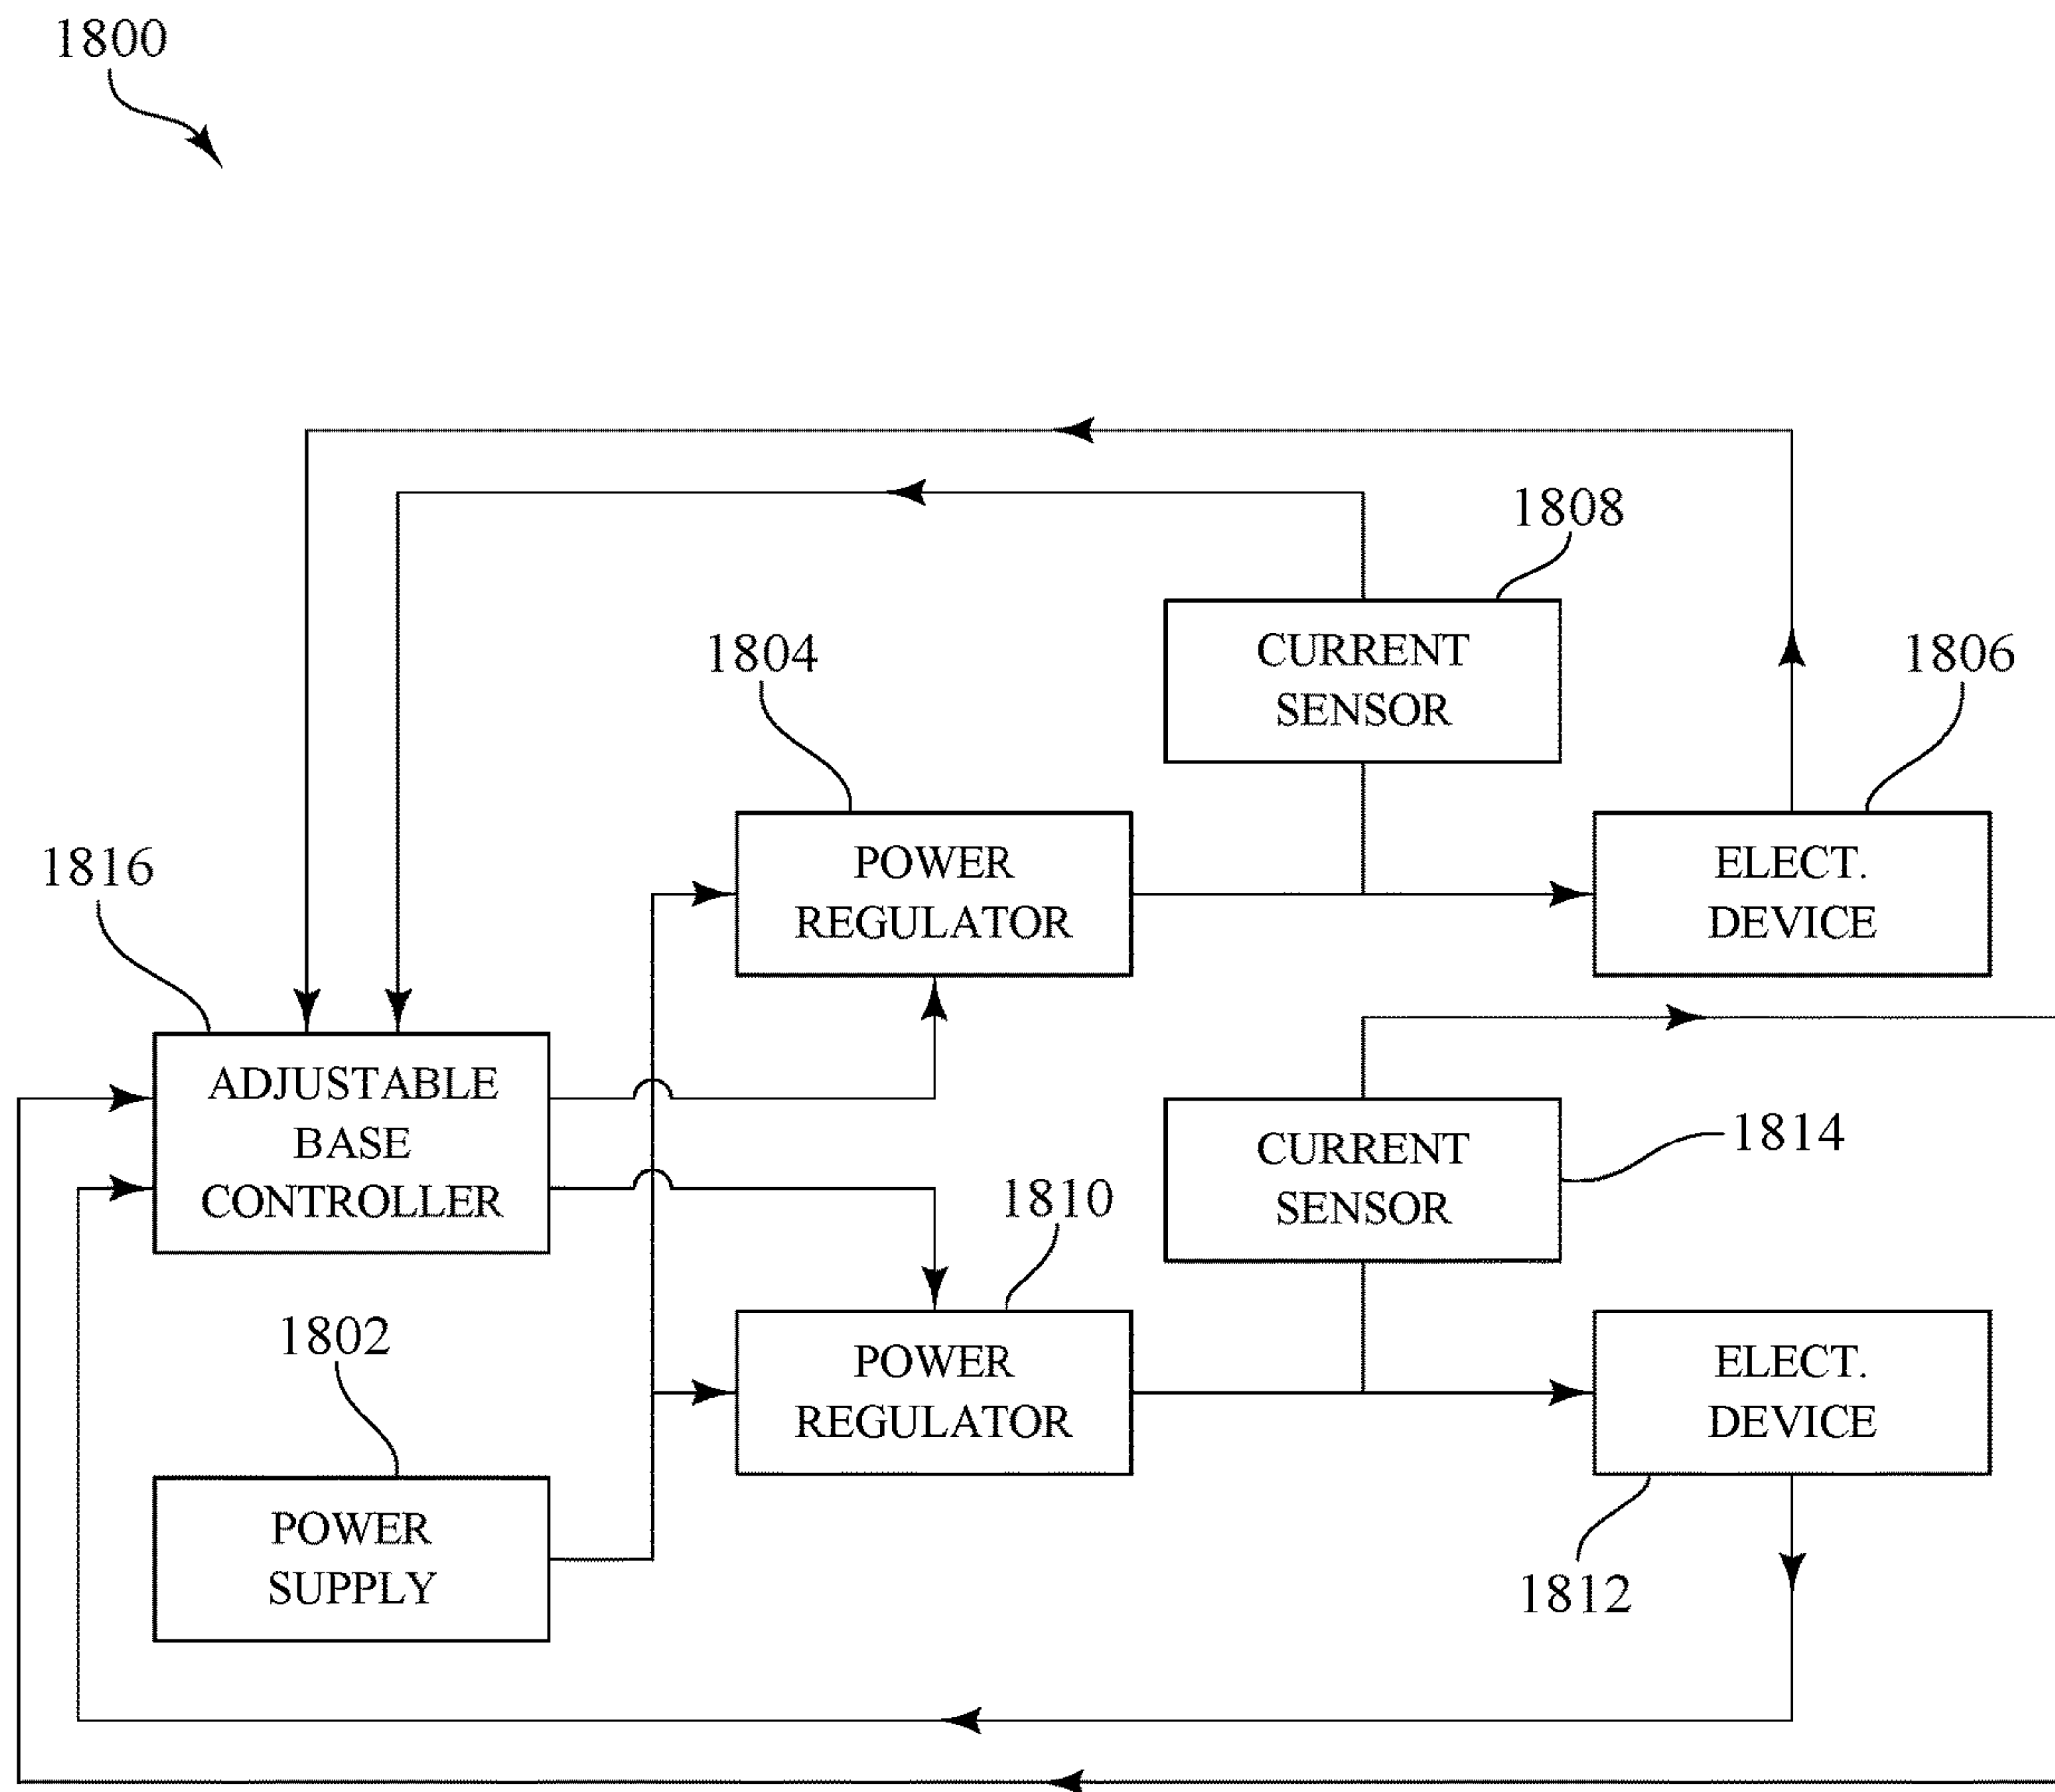 1800
1808
CURRENT
SENSOR
1804
1806
POWER
REGULATOR
ELECT.
DEVICE
1816
ADJUSTABLE
BASE
CONTROLLER
CURRENT
SENSOR
1814
1810
1802
POWER
REGULATOR
ELECT.
DEVICE
POWER
SUPPLY
1812